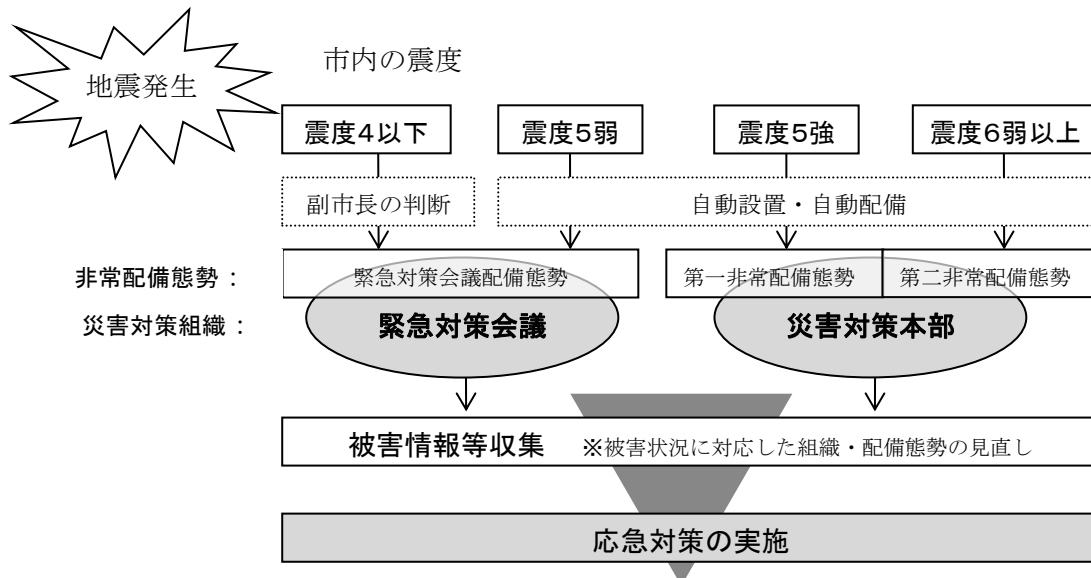 地震発生
市内の震度
震度4以下
震度5弱
震度5強
震度6弱以上
副市長の判断
自動設置・自動配備
非常配備態勢：
緊急対策会議配備態勢
第一非常配備態勢
第二非常配備態勢
災害対策組織：
緊急対策会議
災害対策本部
被害情報等収集 ※被害状況に対応した組織・配備態勢の見直し
応急対策の実施